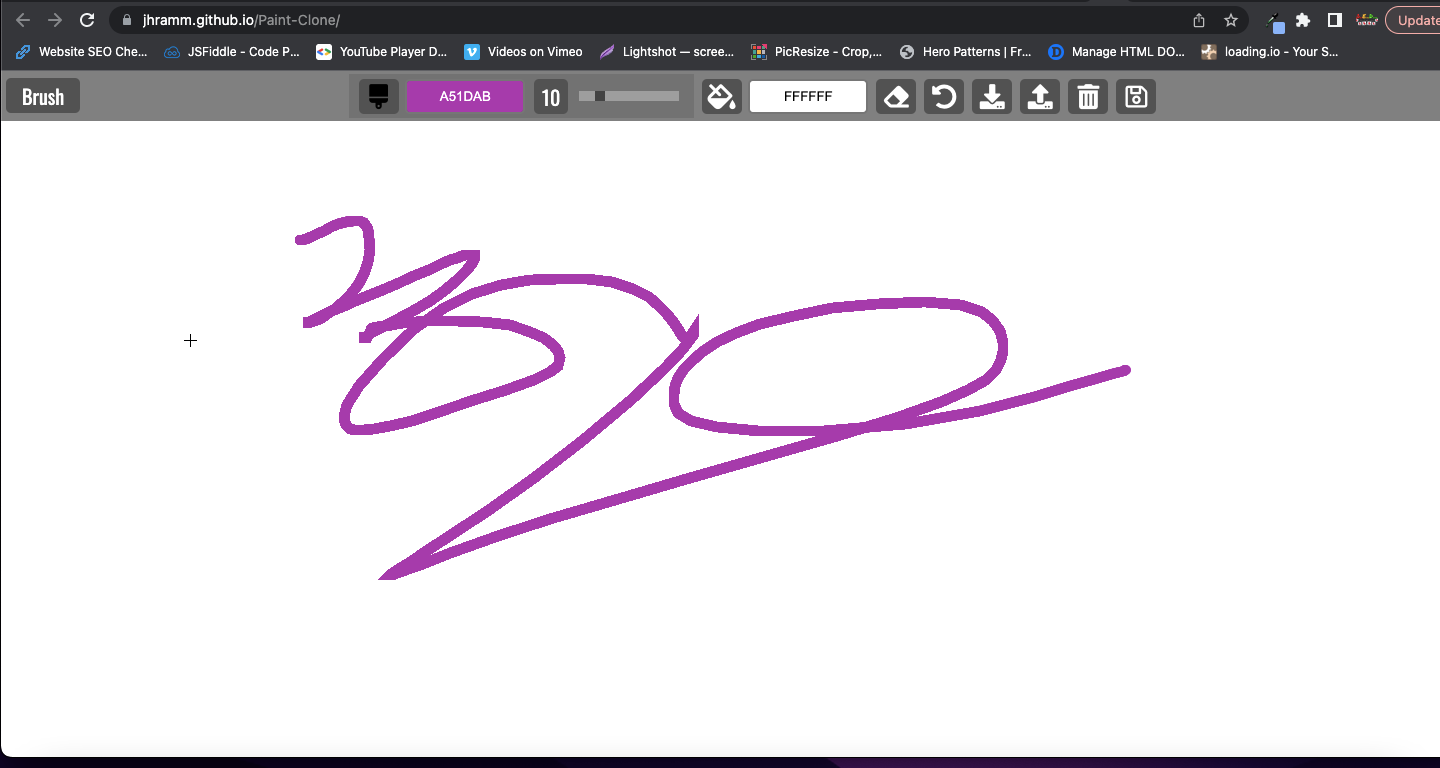 jhramm.github.io/Paint-Clone/
Update
Website SEO Che... JSFiddle - Code P... YouTube Player D... Videos on Vimeo Lightshot — scree... PicResize - Crop,... Hero Patterns | Fr... Manage HTML DO... loading.io - Your S...
Brush A51DAB 10 FFFFFF